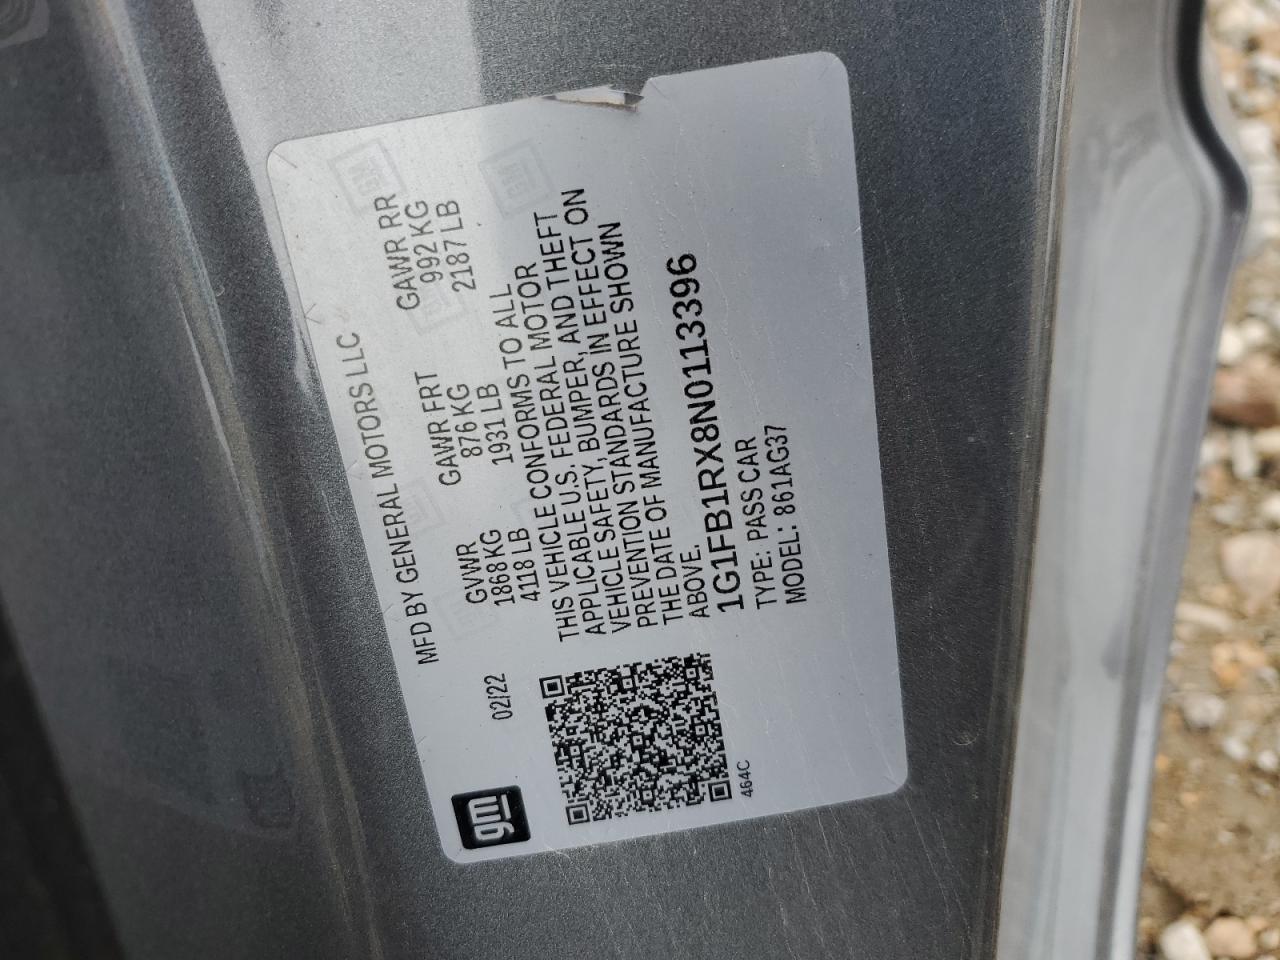 gm
02/22
MFD BY GENERAL MOTORS LLC
GVWR GAWR FRT GAWR RR
1868 KG 876 KG 992 KG
4118 LB 1931 LB 2187 LB
THIS VEHICLE CONFORMS TO ALL
APPLICABLE U.S. FEDERAL MOTOR
VEHICLE SAFETY, BUMPER, AND THEFT
PREVENTION STANDARDS IN EFFECT ON
THE DATE OF MANUFACTURE SHOWN
ABOVE.
1G1FB1RX8N0113396
TYPE: PASS CAR
MODEL: 861AG37
464C